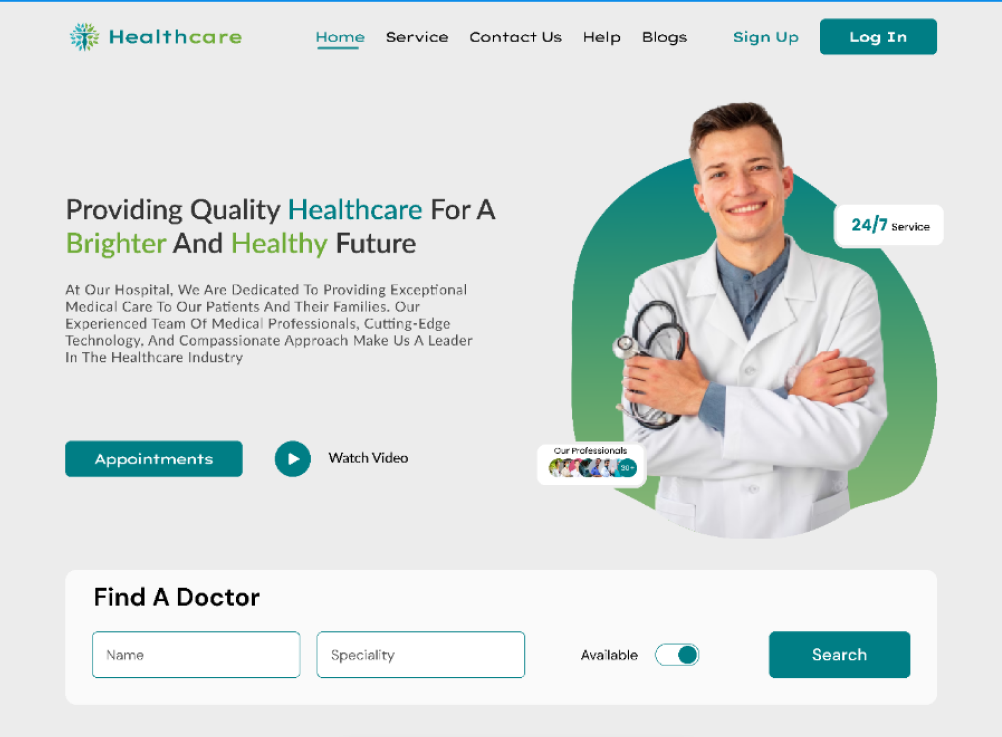 Healthcare
Home Service Contact Us Help Blogs Sign Up Log In
Providing Quality Healthcare For A
Brighter And Healthy Future
At Our Hospital, We Are Dedicated To Providing Exceptional
Medical Care To Our Patients And Their Families. Our
Experienced Team Of Medical Professionals, Cutting-Edge
Technology, And Compassionate Approach Make Us A Leader
In The Healthcare Industry
Appointments
Watch Video
24/7 Service
Our Professionals
30+
Find A Doctor
Name
Speciality
Available
Search